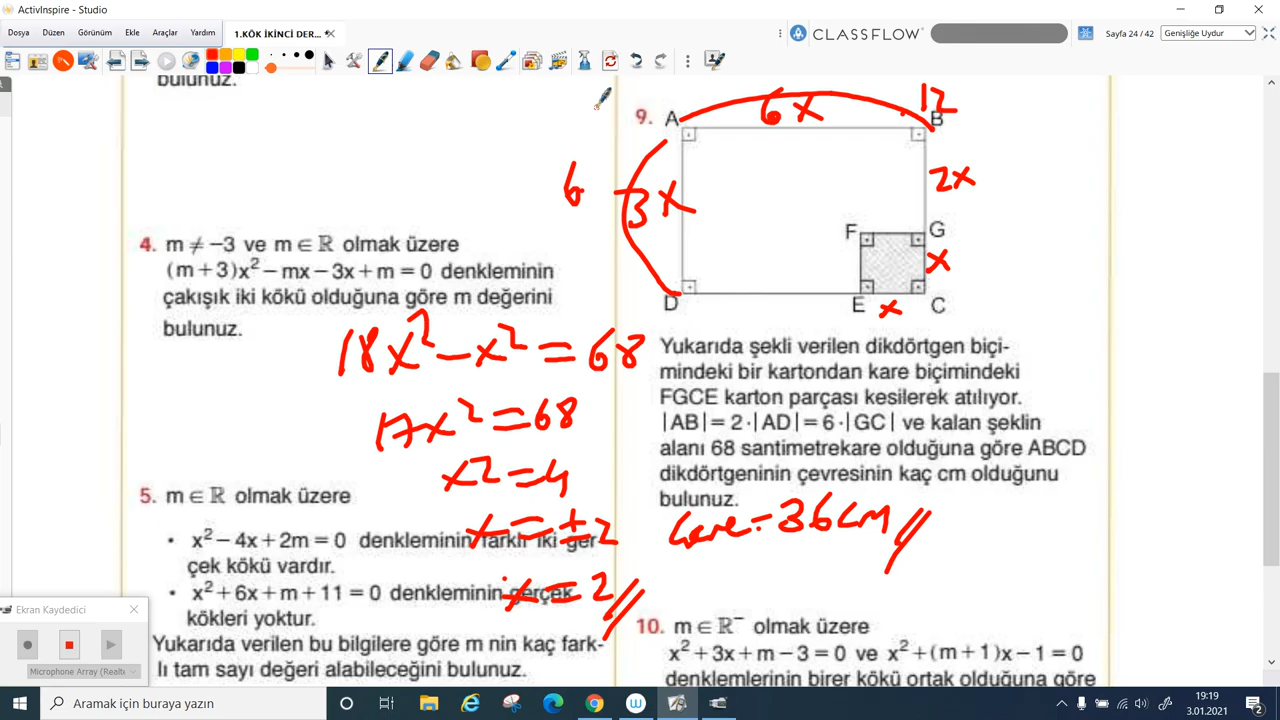 ActivInspire - Studio
Dosya Düzen Görünüm Ekle Araçlar Yardım
1.KÖK İKİNCİ DER...
CLASSFLOW
Sayfa 24 / 42
Genişliğe Uydur
bulunuz.
4. m ≠ −3 ve m ∈ ℝ olmak üzere
(m + 3)x² − mx − 3x + m = 0 denkleminin
çakışık iki kökü olduğuna göre m değerini
bulunuz.
18x² − x² = 68
17x² = 68
x² = 4
x = ±2
x = 2 //
5. m ∈ ℝ olmak üzere
• x² − 4x + 2m = 0 denkleminin farklı iki ger-
çek kökü vardır.
• x² + 6x + m + 11 = 0 denkleminin gerçek
kökleri yoktur.
Yukarıda verilen bu bilgilere göre m nin kaç fark-
lı tam sayı değeri alabileceğini bulunuz.
9.
A
6x
12
B
6
3x
2x
F
G
x
D
E
x
C
Yukarıda şekli verilen dikdörtgen biçi-
mindeki bir kartondan kare biçimindeki
FGCE karton parçası kesilerek atılıyor.
|AB| = 2·|AD| = 6·|GC| ve kalan şeklin
alanı 68 santimetrekare olduğuna göre ABCD
dikdörtgeninin çevresinin kaç cm olduğunu
bulunuz.
= 36 cm //
10. m ∈ ℝ⁻ olmak üzere
x² + 3x + m − 3 = 0 ve x² + (m + 1)x − 1 = 0
denklemlerinin birer kökü ortak olduğuna göre
Ekran Kaydedici
Microphone Array (Realte
Aramak için buraya yazın
19:19
3.01.2021
2